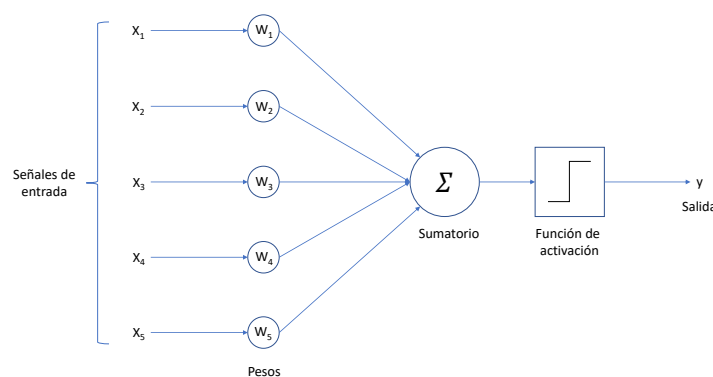 X1
W1
X2
W2
Señales de
entrada
X3
W3
Σ
Sumatorio
y
Salida
Función de
activación
X4
W4
X5
W5
Pesos